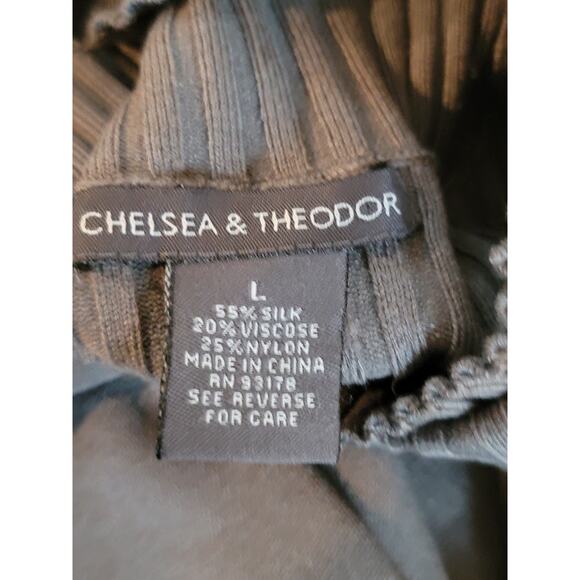 CHELSEA & THEODOR
L
55% SILK
20% VISCOSE
25% NYLON
MADE IN CHINA
RN 93178
SEE REVERSE
FOR CARE